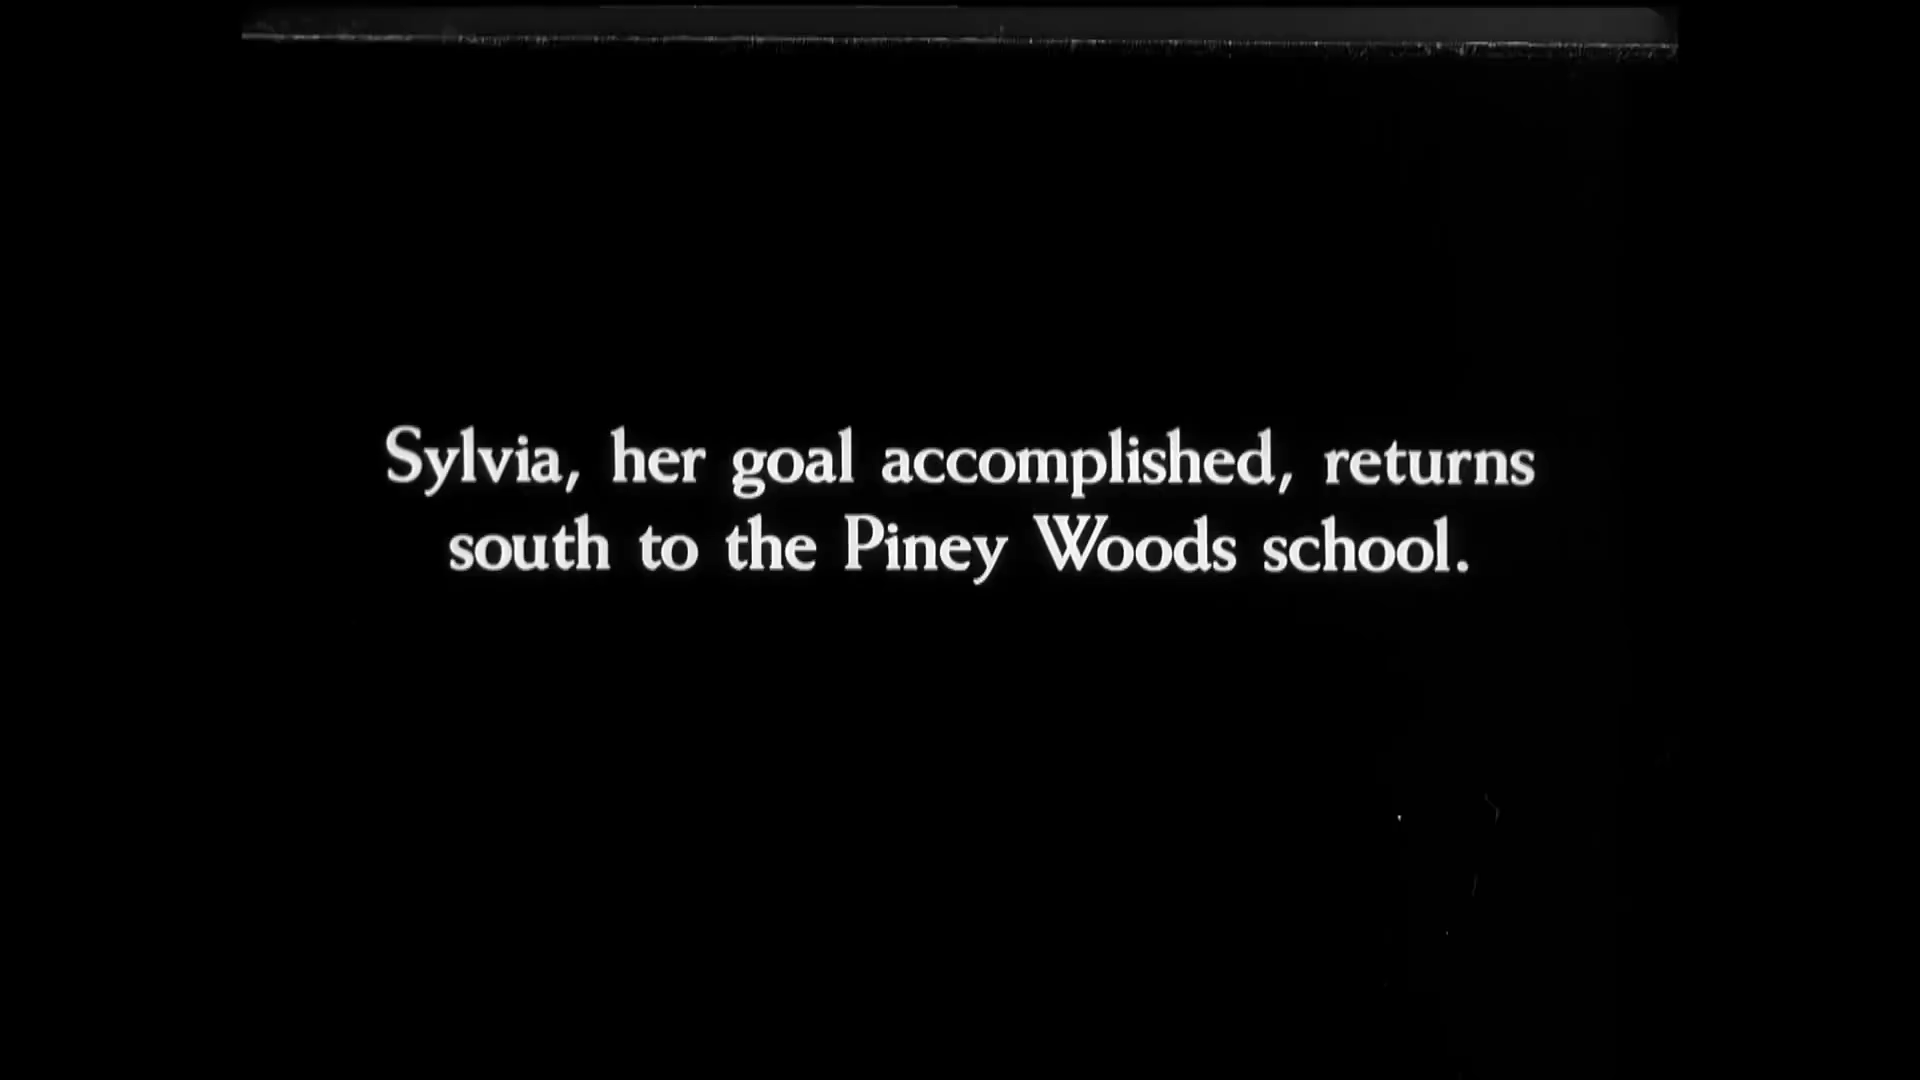 Sylvia, her goal accomplished, returns
south to the Piney Woods school.